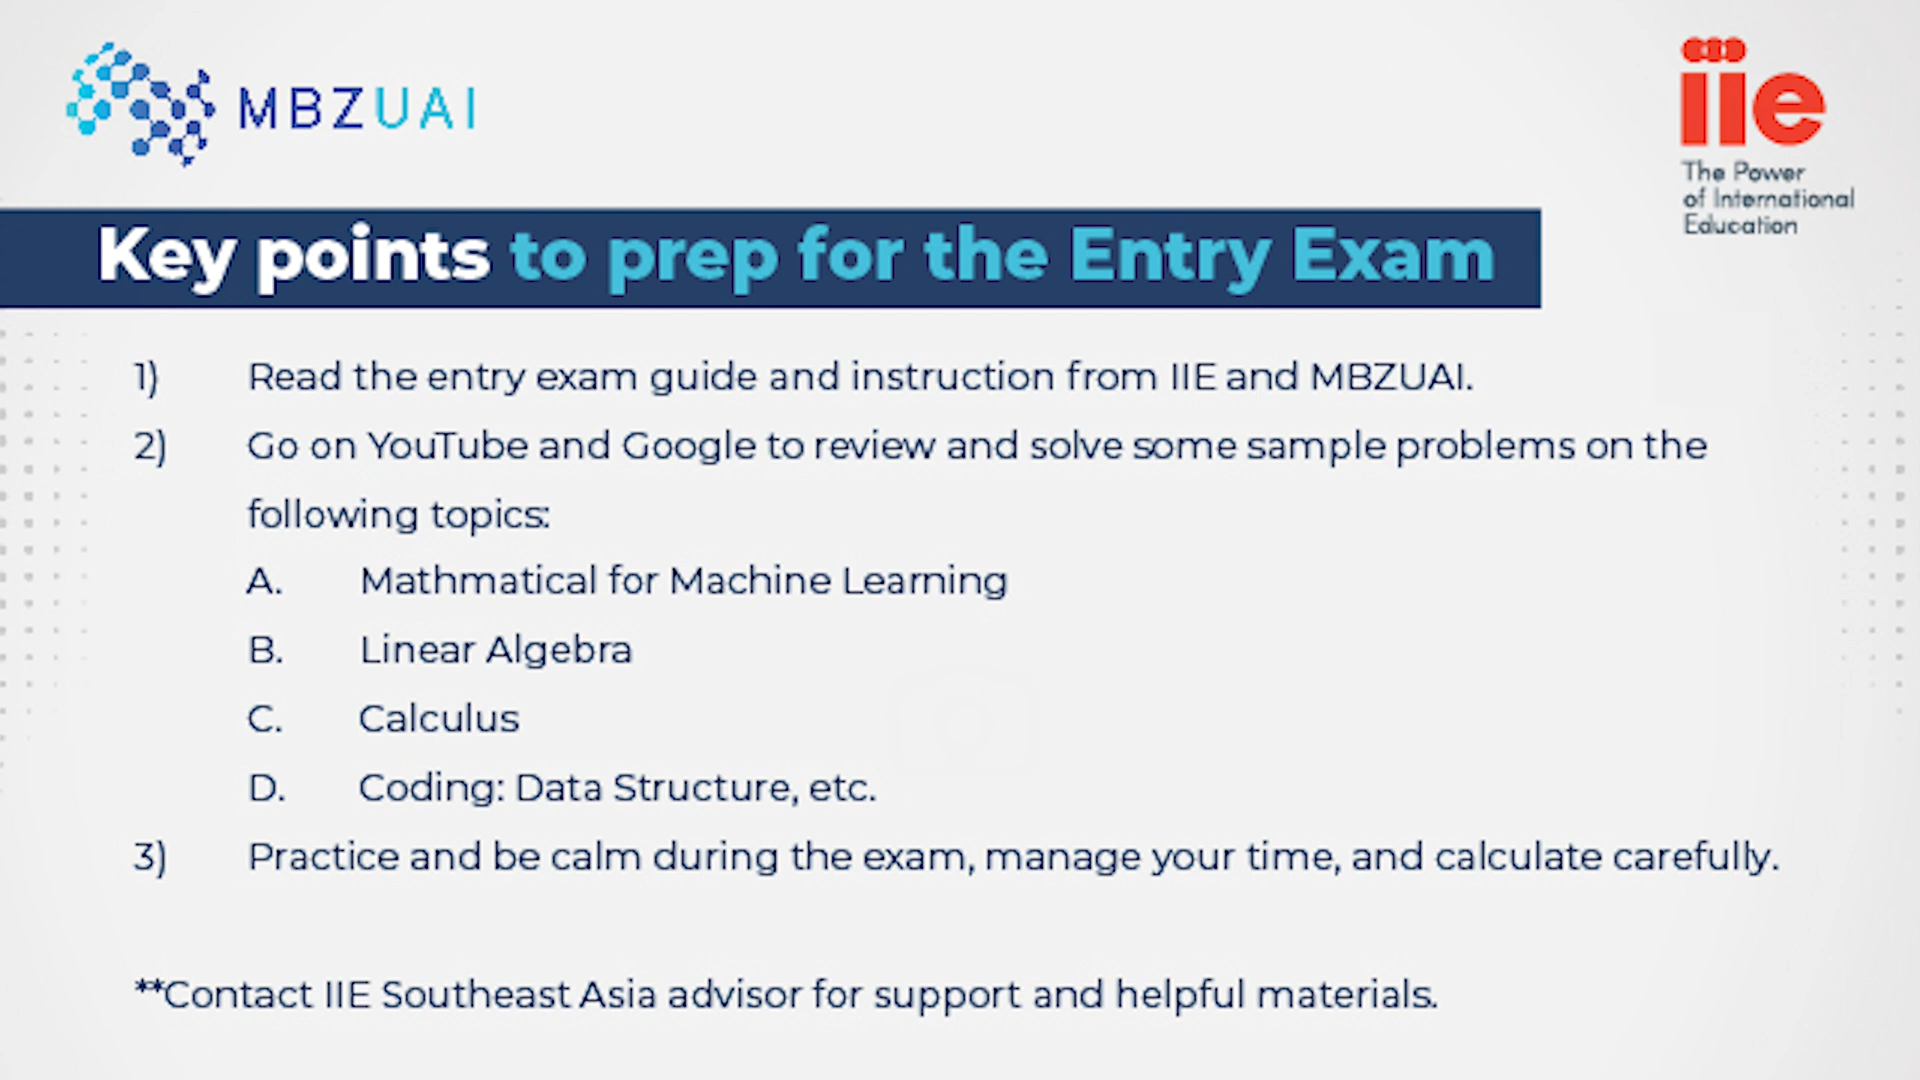 MBZUAI
iie
The Power
of International
Education
Key points to prep for the Entry Exam
1) Read the entry exam guide and instruction from IIE and MBZUAI.
2) Go on YouTube and Google to review and solve some sample problems on the
following topics:
A. Mathmatical for Machine Learning
B. Linear Algebra
C. Calculus
D. Coding: Data Structure, etc.
3) Practice and be calm during the exam, manage your time, and calculate carefully.
**Contact IIE Southeast Asia advisor for support and helpful materials.